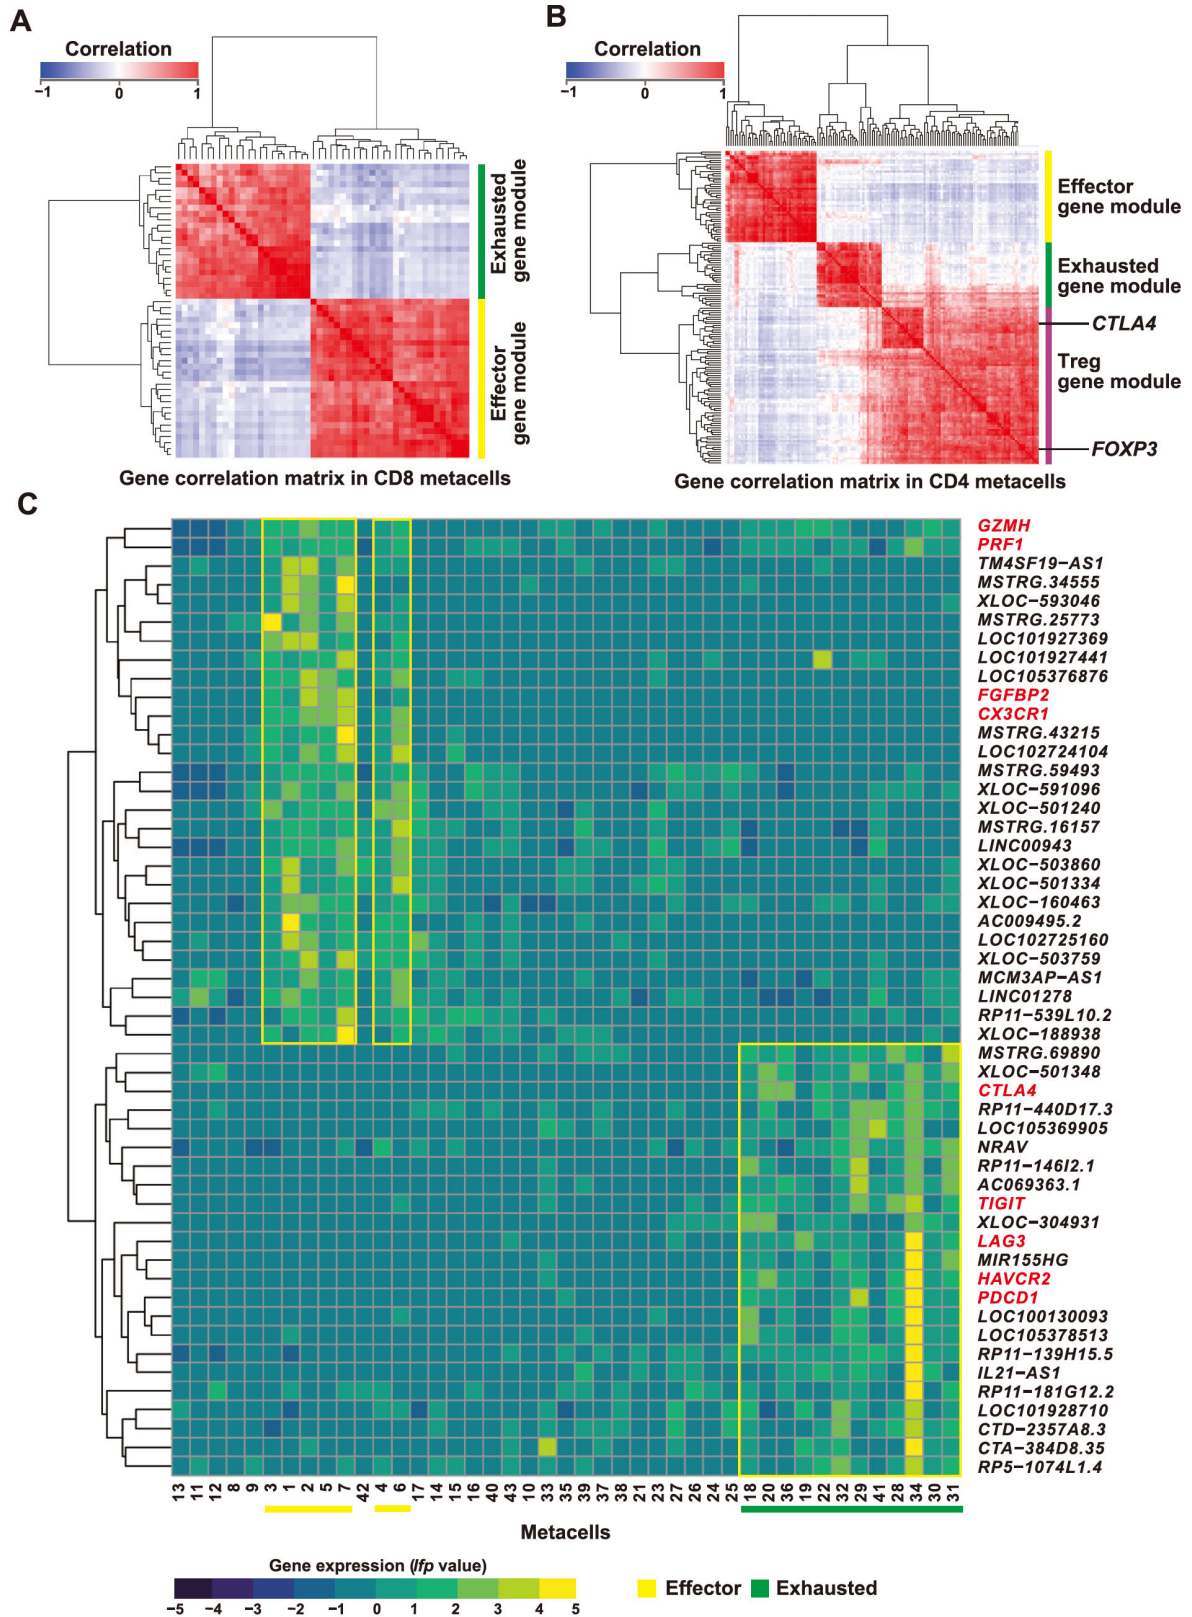 A
Correlation
−1 0 1
Exhausted
gene module
Effector
gene module
Gene correlation matrix in CD8 metacells
B
Correlation
−1 0 1
Effector
gene module
Exhausted
gene module
CTLA4
Treg
gene module
FOXP3
Gene correlation matrix in CD4 metacells
C
GZMH
PRF1
TM4SF19−AS1
MSTRG.34555
XLOC−593046
MSTRG.25773
LOC101927369
LOC101927441
LOC105376876
FGFBP2
CX3CR1
MSTRG.43215
LOC102724104
MSTRG.59493
XLOC−591096
XLOC−501240
MSTRG.16157
LINC00943
XLOC−503860
XLOC−501334
XLOC−160463
AC009495.2
LOC102725160
XLOC−503759
MCM3AP−AS1
LINC01278
RP11−539L10.2
XLOC−188938
MSTRG.69890
XLOC−501348
CTLA4
RP11−440D17.3
LOC105369905
NRAV
RP11−146I2.1
AC069363.1
TIGIT
XLOC−304931
LAG3
MIR155HG
HAVCR2
PDCD1
LOC100130093
LOC105378513
RP11−139H15.5
IL21−AS1
RP11−181G12.2
LOC101928710
CTD−2357A8.3
CTA−384D8.35
RP5−1074L1.4
13 11 12 8 9 3 1 2 5 7 42 4 6 17 14 15 16 40 43 10 33 35 39 37 38 21 23 27 26 24 25 18 20 36 19 22 32 29 41 28 34 30 31
Metacells
Gene expression (lfp value)
−5 −4 −3 −2 −1 0 1 2 3 4 5
Effector Exhausted